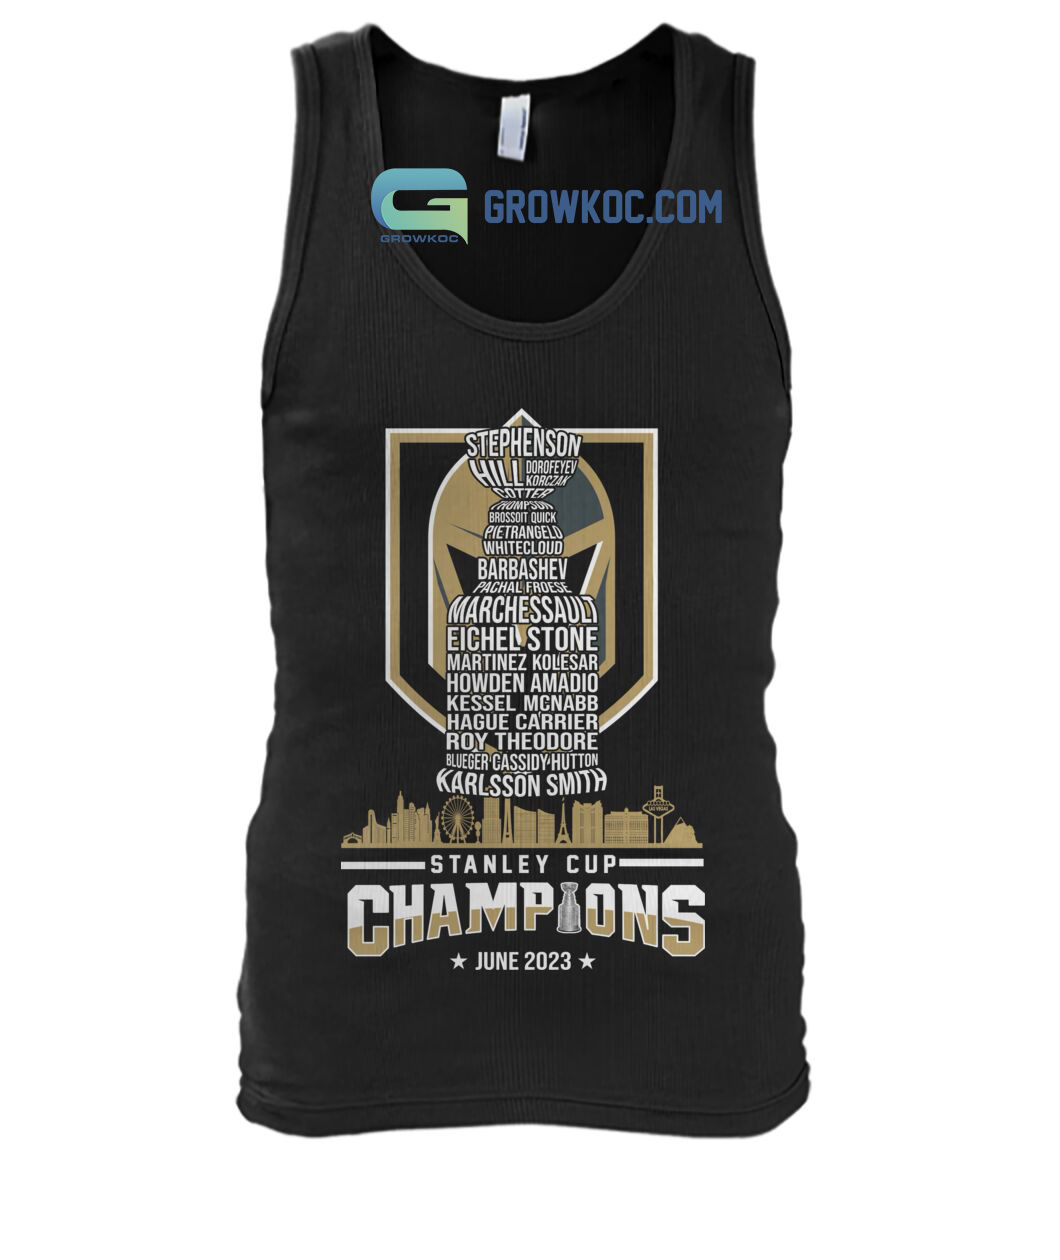 GROWKOC.COM
GROWKOC
STEPHENSON
HILL DOROFEYEV
KORCZAK
COTTER
THOMPSON
BROSSOIT QUICK
PIETRANGELO
WHITECLOUD
BARBASHEV
PACHAL FROESE
MARCHESSAULT
EICHEL STONE
MARTINEZ KOLESAR
HOWDEN AMADIO
KESSEL MCNABB
HAGUE CARRIER
ROY THEODORE
BLUEGER CASSIDY HUTTON
KARLSSON SMITH
LAS VEGAS
STANLEY CUP
CHAMPIONS
★ JUNE 2023 ★